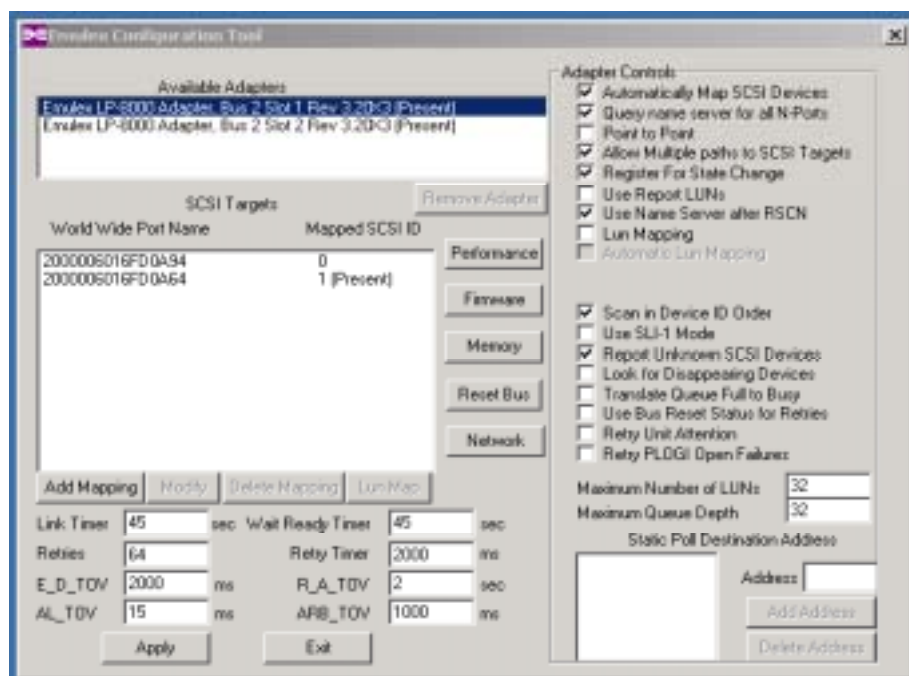 Emulex Configuration Tool
Available Adapters
Emulex LP-8000 Adapter, Bus 2 Slot 1 Rev 3.20X3 (Present)
Emulex LP-8000 Adapter, Bus 2 Slot 2 Rev 3.20X3 (Present)
Remove Adapter
SCSI Targets
World Wide Port Name Mapped SCSI ID
2000006016FD0A94 0
2000006016FD0A64 1 (Present)
Performance
Firmware
Memory
Reset Bus
Network
Add Mapping Modify Delete Mapping Lun Map
Link Timer 45 sec Wait Ready Timer 45 sec
Retries 64 Retry Timer 2000 ms
E_D_TOV 2000 ms R_A_TOV 2 sec
AL_TOV 15 ms ARB_TOV 1000 ms
Apply Exit
Adapter Controls
Automatically Map SCSI Devices
Query name server for all N-Ports
Point to Point
Allow Multiple paths to SCSI Targets
Register For State Change
Use Report LUNs
Use Name Server after RSCN
Lun Mapping
Automatic Lun Mapping
Scan in Device ID Order
Use SLI-1 Mode
Report Unknown SCSI Devices
Look for Disappearing Devices
Translate Queue Full to Busy
Use Bus Reset Status for Retries
Retry Unit Attention
Retry PLOGI Open Failures
Maximum Number of LUNs 32
Maximum Queue Depth 32
Static Poll Destination Address
Address
Add Address
Delete Address